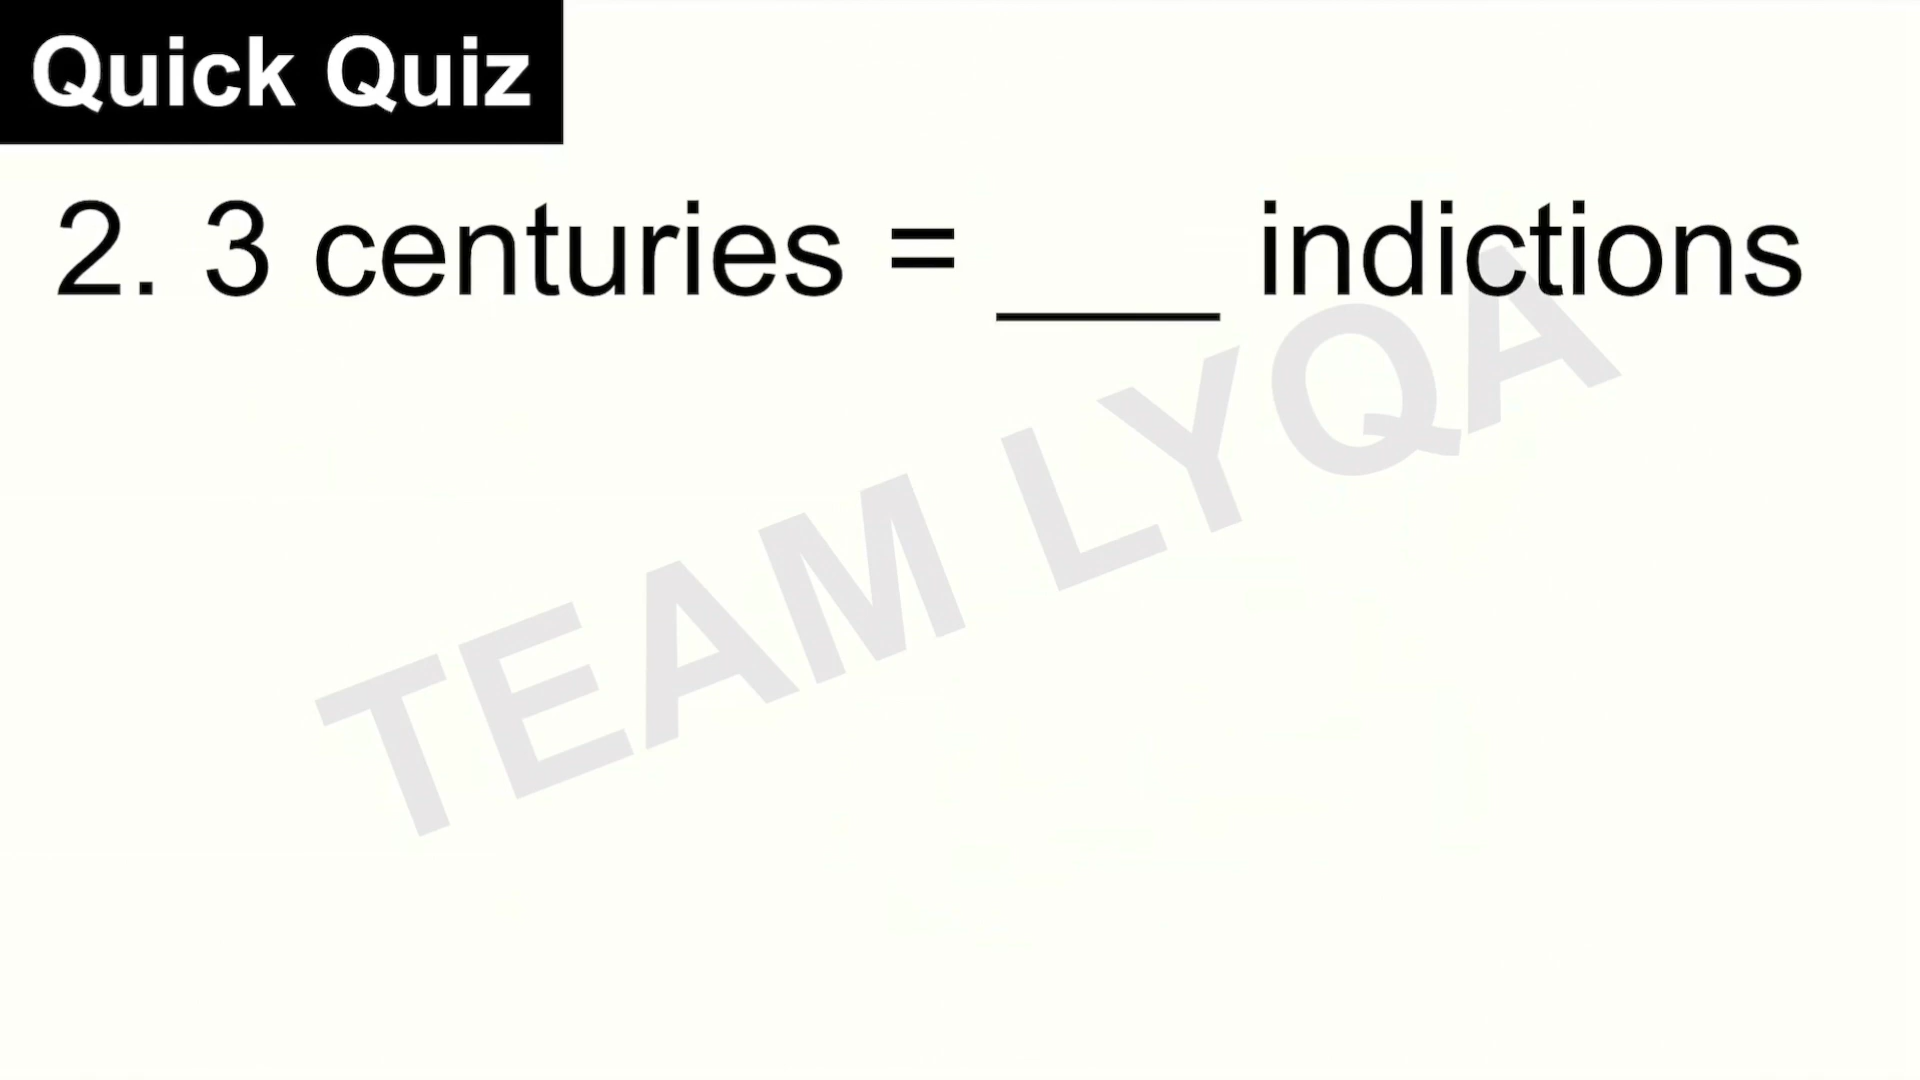 Quick Quiz
2. 3 centuries = ____ indictions
TEAM LYQA